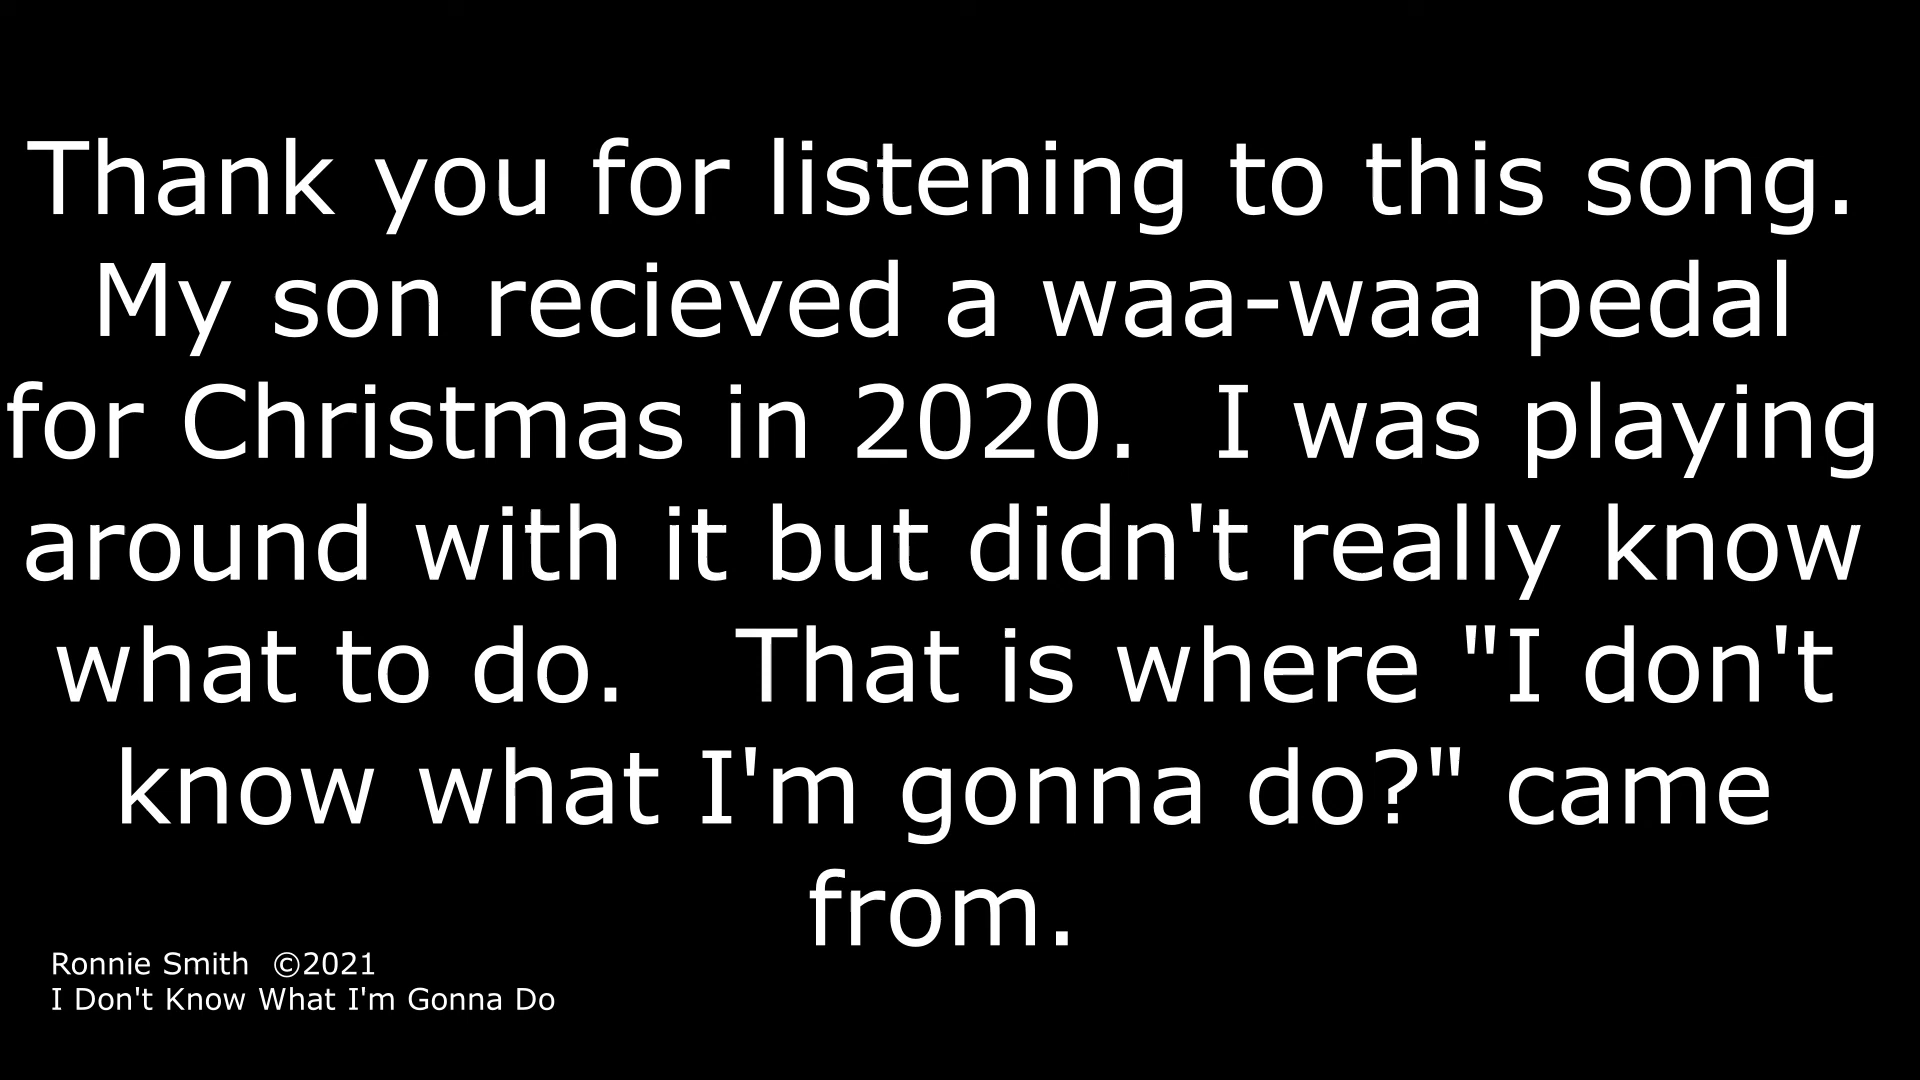 Thank you for listening to this song.
My son recieved a waa-waa pedal
for Christmas in 2020.  I was playing
around with it but didn't really know
what to do.   That is where "I don't
know what I'm gonna do?" came
from.
Ronnie Smith  ©2021
I Don't Know What I'm Gonna Do